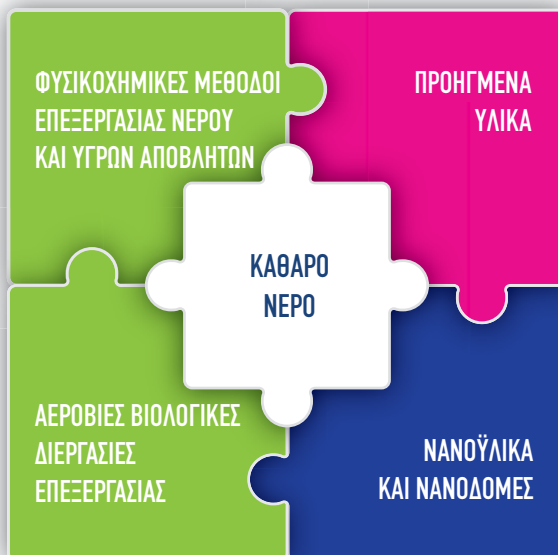 ΦΥΣΙΚΟΧΗΜΙΚΕΣ ΜΕΘΟΔΟΙ
ΕΠΕΞΕΡΓΑΣΙΑΣ ΝΕΡΟΥ
ΚΑΙ ΥΓΡΩΝ ΑΠΟΒΛΗΤΩΝ
ΠΡΟΗΓΜΕΝΑ
ΥΛΙΚΑ
ΚΑΘΑΡΟ
ΝΕΡΟ
ΑΕΡΟΒΙΕΣ ΒΙΟΛΟΓΙΚΕΣ
ΔΙΕΡΓΑΣΙΕΣ
ΕΠΕΞΕΡΓΑΣΙΑΣ
ΝΑΝΟΫΛΙΚΑ
ΚΑΙ ΝΑΝΟΔΟΜΕΣ